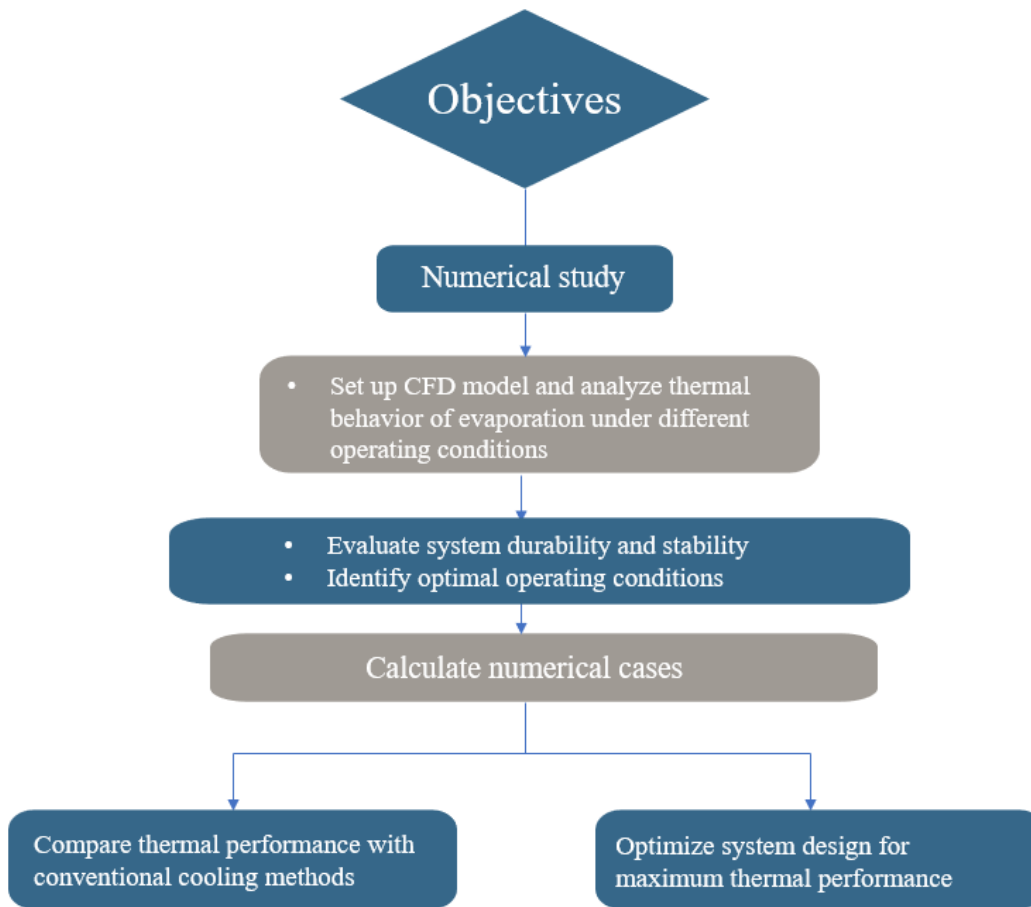 Objectives
Numerical study
• Set up CFD model and analyze thermal
behavior of evaporation under different
operating conditions
• Evaluate system durability and stability
• Identify optimal operating conditions
Calculate numerical cases
Compare thermal performance with
conventional cooling methods
Optimize system design for
maximum thermal performance